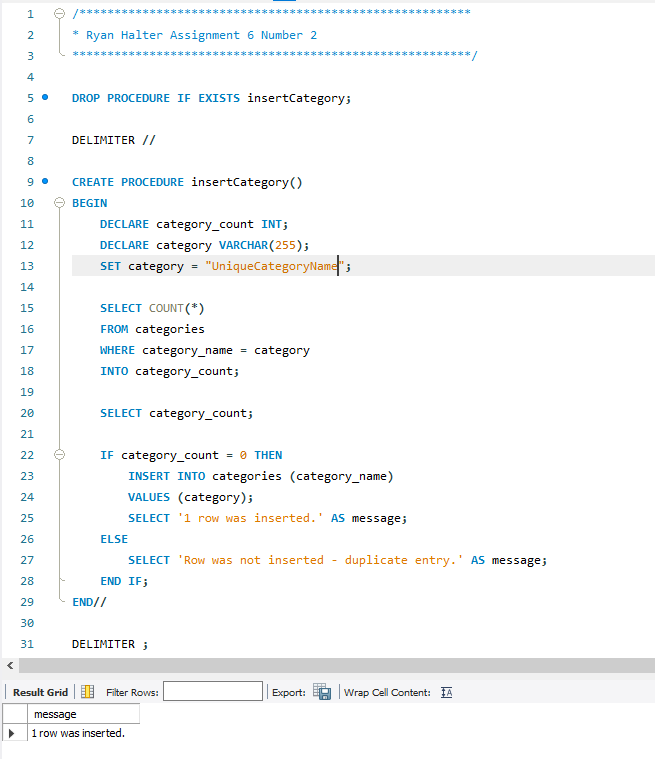 1 /********************************************************
2 * Ryan Halter Assignment 6 Number 2
3 *********************************************************/
4
5 DROP PROCEDURE IF EXISTS insertCategory;
6
7 DELIMITER //
8
9 CREATE PROCEDURE insertCategory()
10 BEGIN
11 DECLARE category_count INT;
12 DECLARE category VARCHAR(255);
13 SET category = "UniqueCategoryName";
14
15 SELECT COUNT(*)
16 FROM categories
17 WHERE category_name = category
18 INTO category_count;
19
20 SELECT category_count;
21
22 IF category_count = 0 THEN
23 INSERT INTO categories (category_name)
24 VALUES (category);
25 SELECT '1 row was inserted.' AS message;
26 ELSE
27 SELECT 'Row was not inserted - duplicate entry.' AS message;
28 END IF;
29 END//
30
31 DELIMITER ;
Result Grid Filter Rows: Export: Wrap Cell Content: IA
message
1 row was inserted.